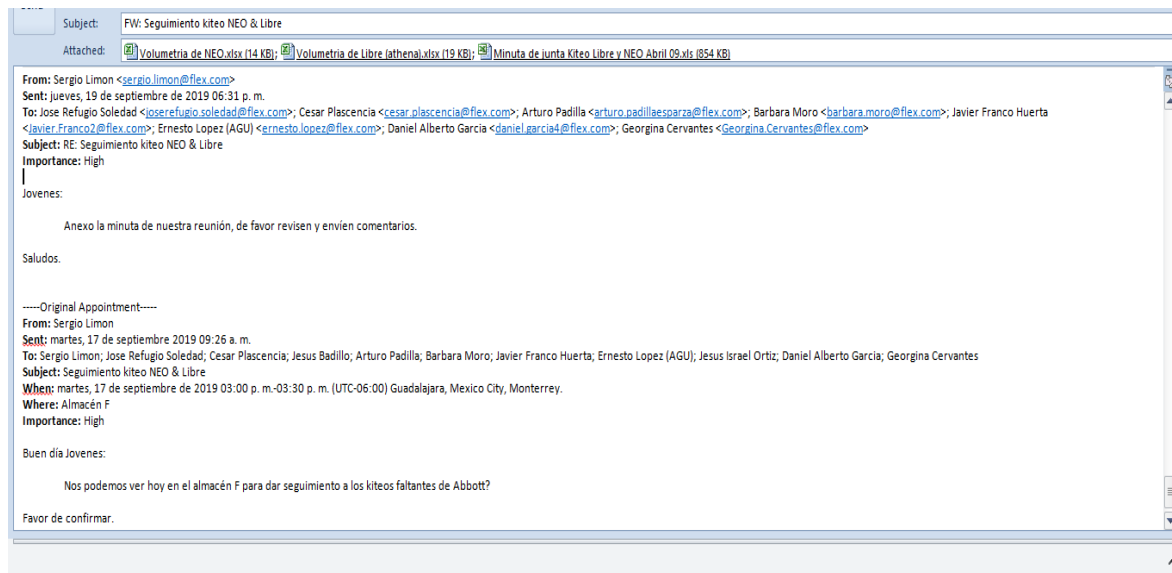 Subject: FW: Seguimiento kiteo NEO & Libre
Attached: Volumetria de NEO.xlsx (14 KB); Volumetria de Libre (athena).xlsx (19 KB); Minuta de junta Kiteo Libre y NEO Abril 09.xls (854 KB)
From: Sergio Limon <sergio.limon@flex.com>
Sent: jueves, 19 de septiembre de 2019 06:31 p. m.
To: Jose Refugio Soledad <joserefugio.soledad@flex.com>; Cesar Plascencia <cesar.plascencia@flex.com>; Arturo Padilla <arturo.padillaesparza@flex.com>; Barbara Moro <barbara.moro@flex.com>; Javier Franco Huerta
<Javier.Franco2@flex.com>; Ernesto Lopez (AGU) <ernesto.lopez@flex.com>; Daniel Alberto Garcia <daniel.garcia4@flex.com>; Georgina Cervantes <Georgina.Cervantes@flex.com>
Subject: RE: Seguimiento kiteo NEO & Libre
Importance: High
Jovenes:
Anexo la minuta de nuestra reunión, de favor revisen y envíen comentarios.
Saludos.
-----Original Appointment-----
From: Sergio Limon
Sent: martes, 17 de septiembre 2019 09:26 a. m.
To: Sergio Limon; Jose Refugio Soledad; Cesar Plascencia; Jesus Badillo; Arturo Padilla; Barbara Moro; Javier Franco Huerta; Ernesto Lopez (AGU); Jesus Israel Ortiz; Daniel Alberto Garcia; Georgina Cervantes
Subject: Seguimiento kiteo NEO & Libre
When: martes, 17 de septiembre de 2019 03:00 p. m.-03:30 p. m. (UTC-06:00) Guadalajara, Mexico City, Monterrey.
Where: Almacén F
Importance: High
Buen día Jovenes:
Nos podemos ver hoy en el almacén F para dar seguimiento a los kiteos faltantes de Abbott?
Favor de confirmar.